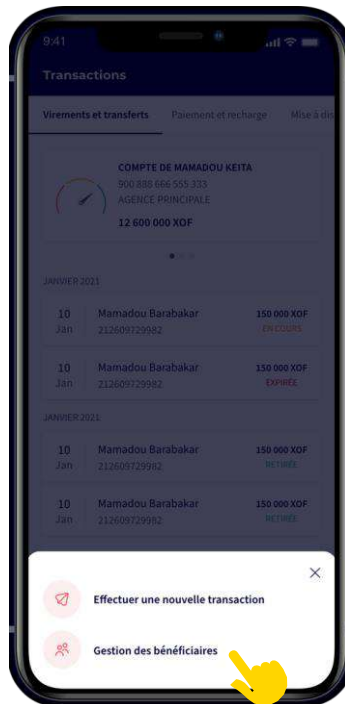 9:41
Transactions
Virements et transferts Paiement et recharge Mise à dis
COMPTE DE MAMADOU KEITA
900 888 666 555 333
AGENCE PRINCIPALE
12 600 000 XOF
JANVIER 2021
10 Mamadou Barabakar 150 000 XOF
Jan 212609729982 EN COURS
10 Mamadou Barabakar 150 000 XOF
Jan 212609729982 EXPIRÉE
JANVIER 2021
10 Mamadou Barabakar 150 000 XOF
Jan 212609729982 RETIRÉE
10 Mamadou Barabakar 150 000 XOF
Jan 212609729982 RETIRÉE
Effectuer une nouvelle transaction
Gestion des bénéficiaires